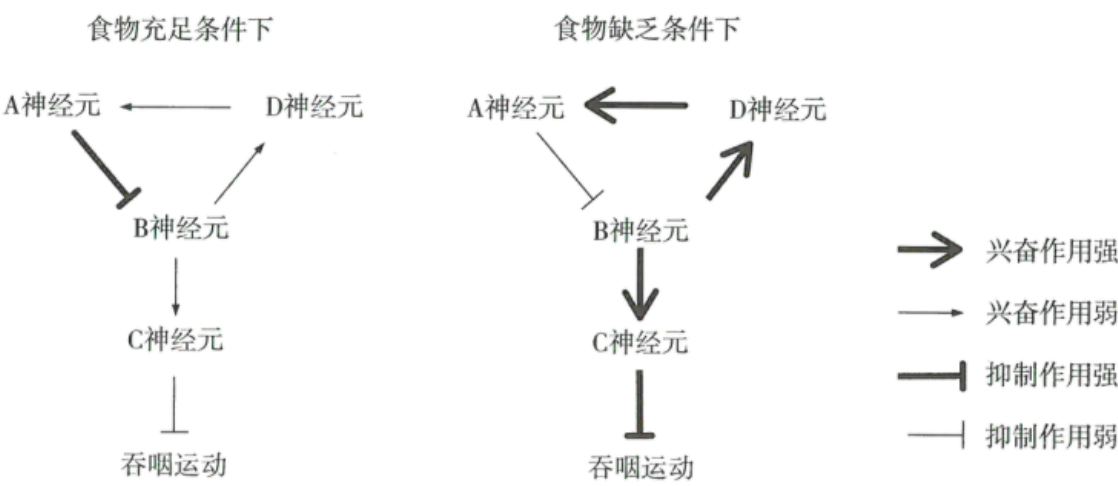 食物充足条件下
A神经元
D神经元
B神经元
C神经元
吞咽运动
食物缺乏条件下
A神经元
D神经元
B神经元
C神经元
吞咽运动
兴奋作用强
兴奋作用弱
抑制作用强
抑制作用弱